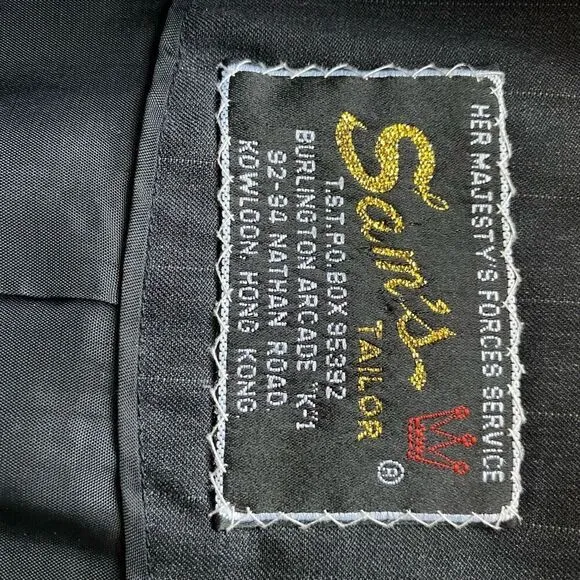 HER MAJESTY'S FORCES SERVICE
Sam's
TAILOR
®
T.S.T.P.O. BOX 95392
BURLINGTON ARCADE "K"1
92-94 NATHAN ROAD.
KOWLOON. HONG KONG